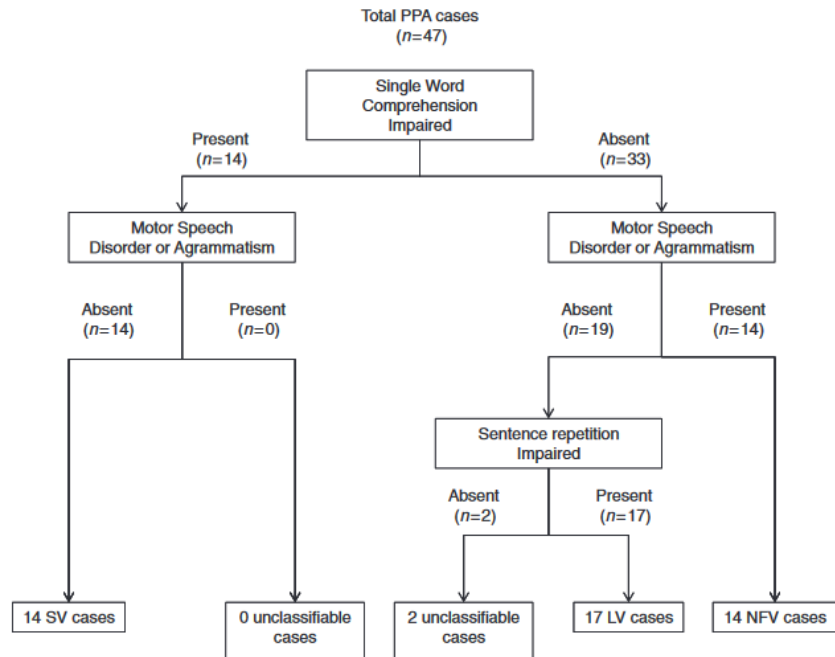 Total PPA cases
(n=47)
Single Word
Comprehension
Impaired
Present
(n=14)
Absent
(n=33)
Motor Speech
Disorder or Agrammatism
Motor Speech
Disorder or Agrammatism
Absent
(n=14)
Present
(n=0)
Absent
(n=19)
Present
(n=14)
Sentence repetition
Impaired
Absent
(n=2)
Present
(n=17)
14 SV cases
0 unclassifiable
cases
2 unclassifiable
cases
17 LV cases
14 NFV cases